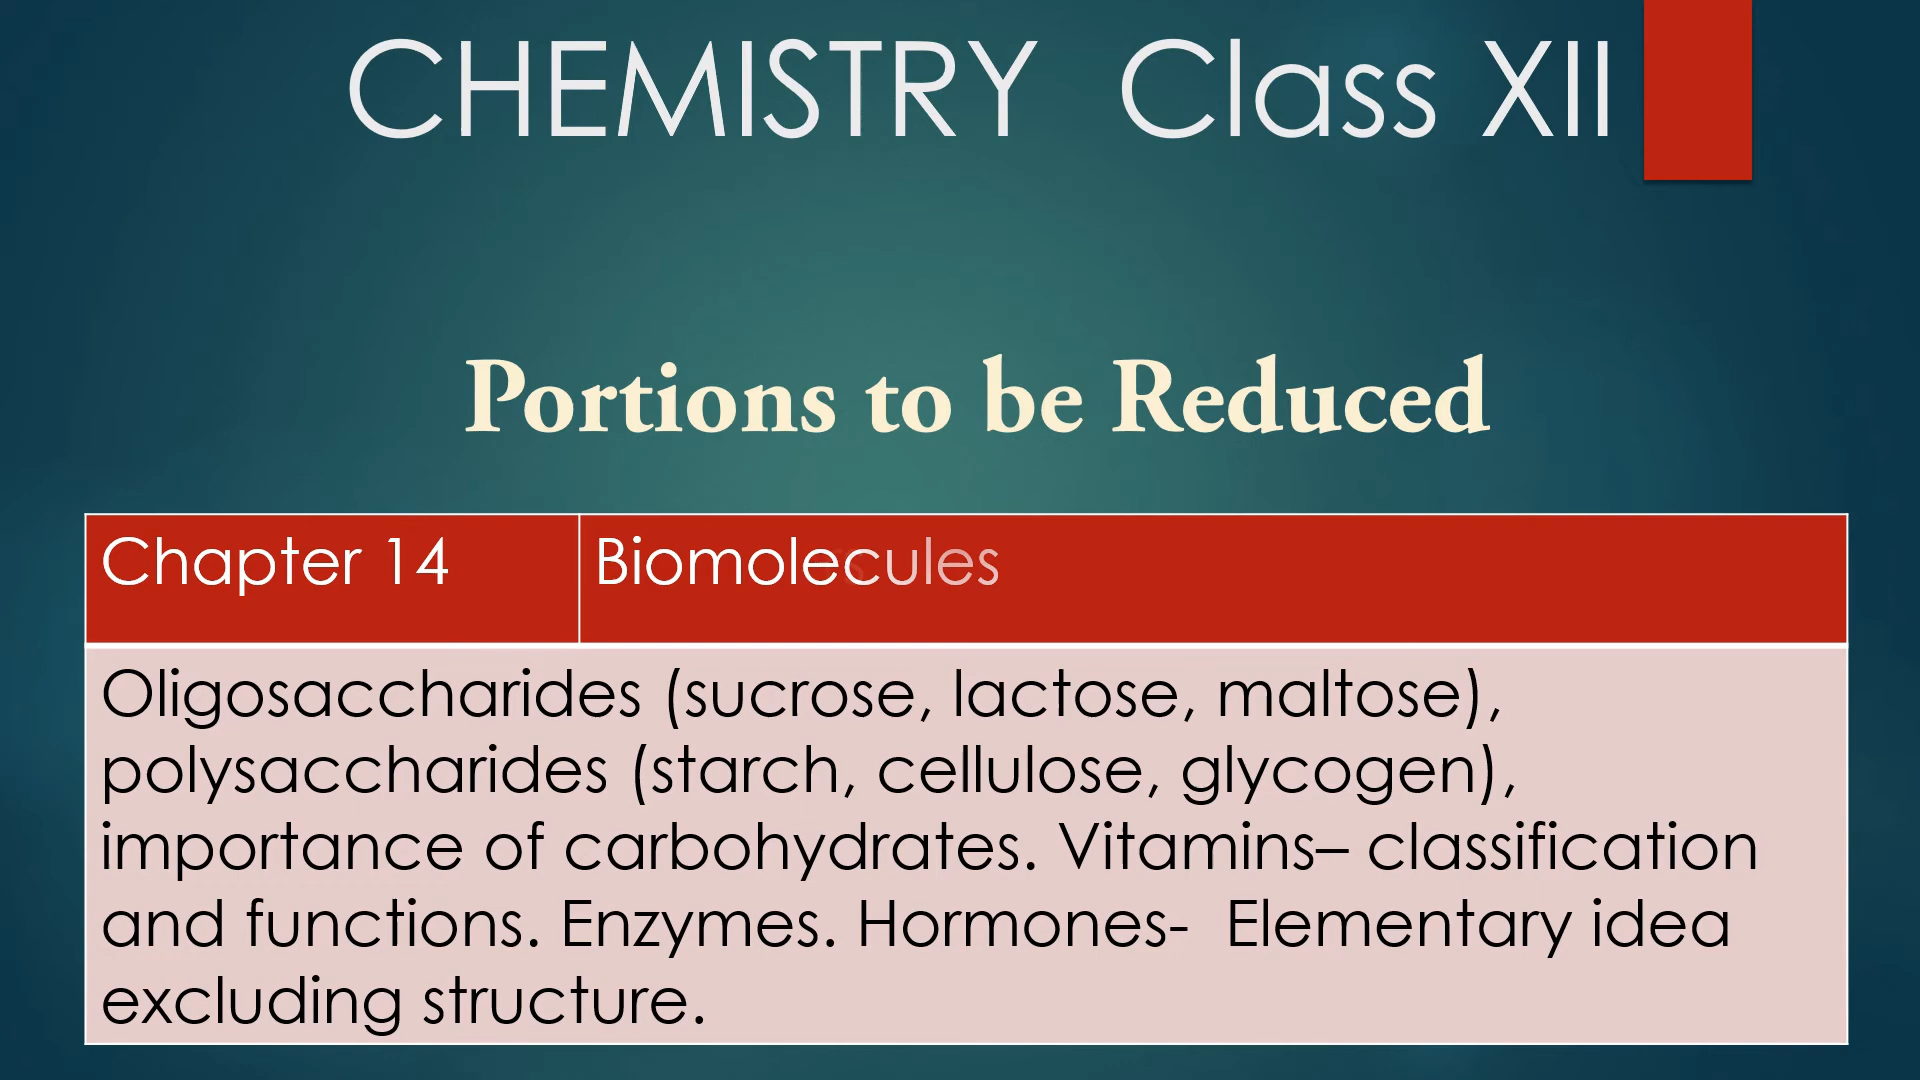 CHEMISTRY Class XII
Portions to be Reduced
Chapter 14
Biomolecules
Oligosaccharides (sucrose, lactose, maltose),
polysaccharides (starch, cellulose, glycogen),
importance of carbohydrates. Vitamins– classification
and functions. Enzymes. Hormones- Elementary idea
excluding structure.